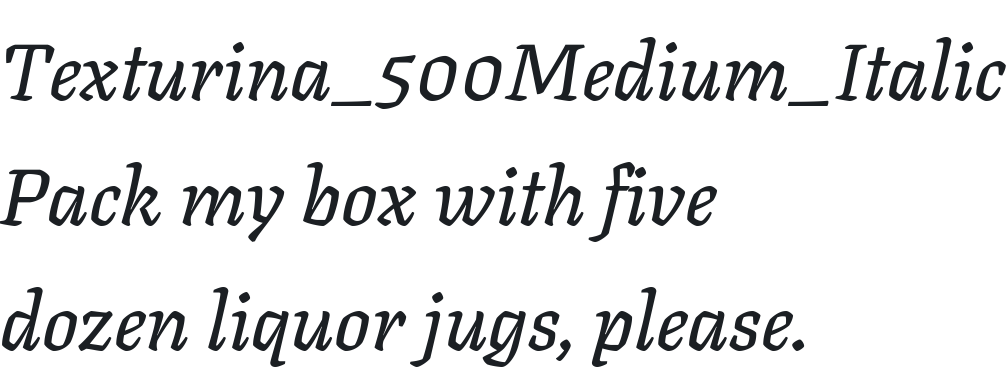 Texturina_500Medium_Italic
Pack my box with five
dozen liquor jugs, please.